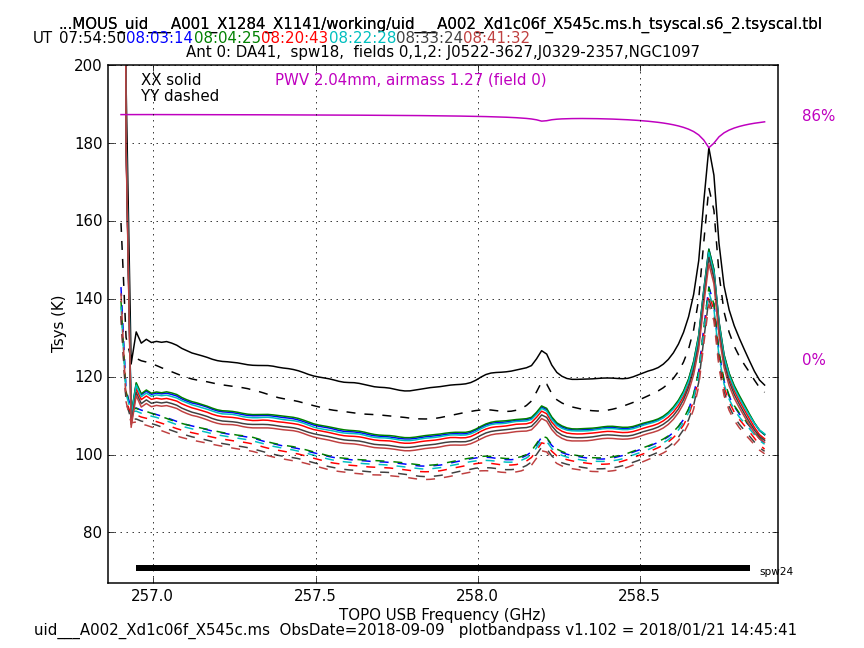 ...MOUS_uid___A001_X1284_X1141/working/uid___A002_Xd1c06f_X545c.ms.h_tsyscal.s6_2.tsyscal.tbl
UT 07:54:50 08:03:14 08:04:25 08:20:43 08:22:28 08:33:24 08:41:32
Ant 0: DA41, spw18, fields 0,1,2: J0522-3627,J0329-2357,NGC1097
XX solid
YY dashed
PWV 2.04mm, airmass 1.27 (field 0)
86%
0%
200
180
160
140
120
100
80
Tsys (K)
spw24
257.0 257.5 258.0 258.5
TOPO USB Frequency (GHz)
uid___A002_Xd1c06f_X545c.ms ObsDate=2018-09-09 plotbandpass v1.102 = 2018/01/21 14:45:41